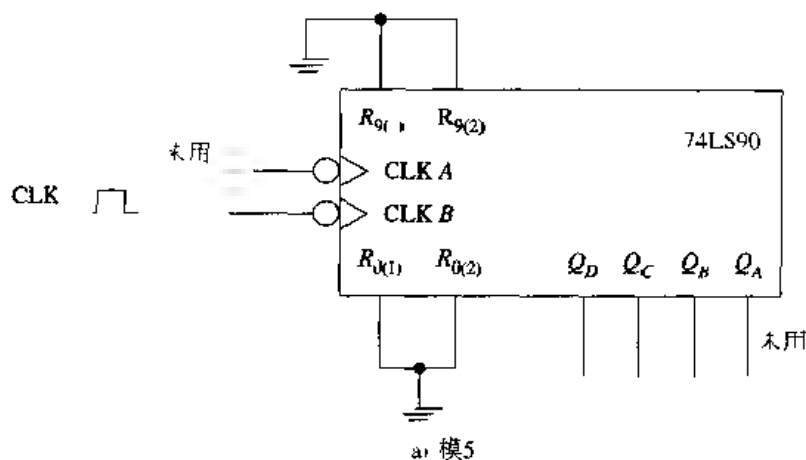 R9(1) R9(2)
74LS90
未用
CLK A
CLK
CLK B
R0(1) R0(2)
QD QC QB QA
未用
a) 模5